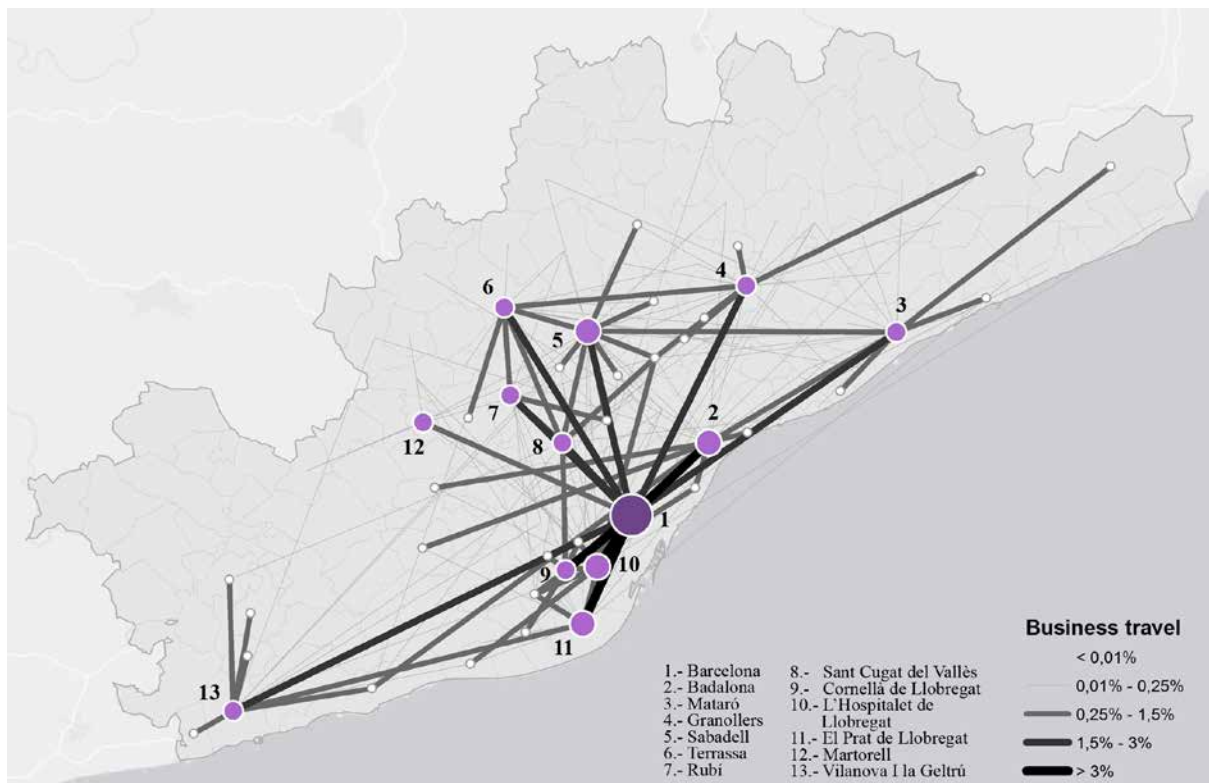 4
6
3
5
7
2
12
8
1
10
9
11
13
Business travel
< 0,01%
0,01% - 0,25%
0,25% - 1,5%
1,5% - 3%
> 3%
1.- Barcelona
2.- Badalona
3.- Mataró
4.- Granollers
5.- Sabadell
6.- Terrassa
7.- Rubí
8.- Sant Cugat del Vallès
9.- Cornellà de Llobregat
10.- L'Hospitalet de
Llobregat
11.- El Prat de Llobregat
12.- Martorell
13.- Vilanova I la Geltrú